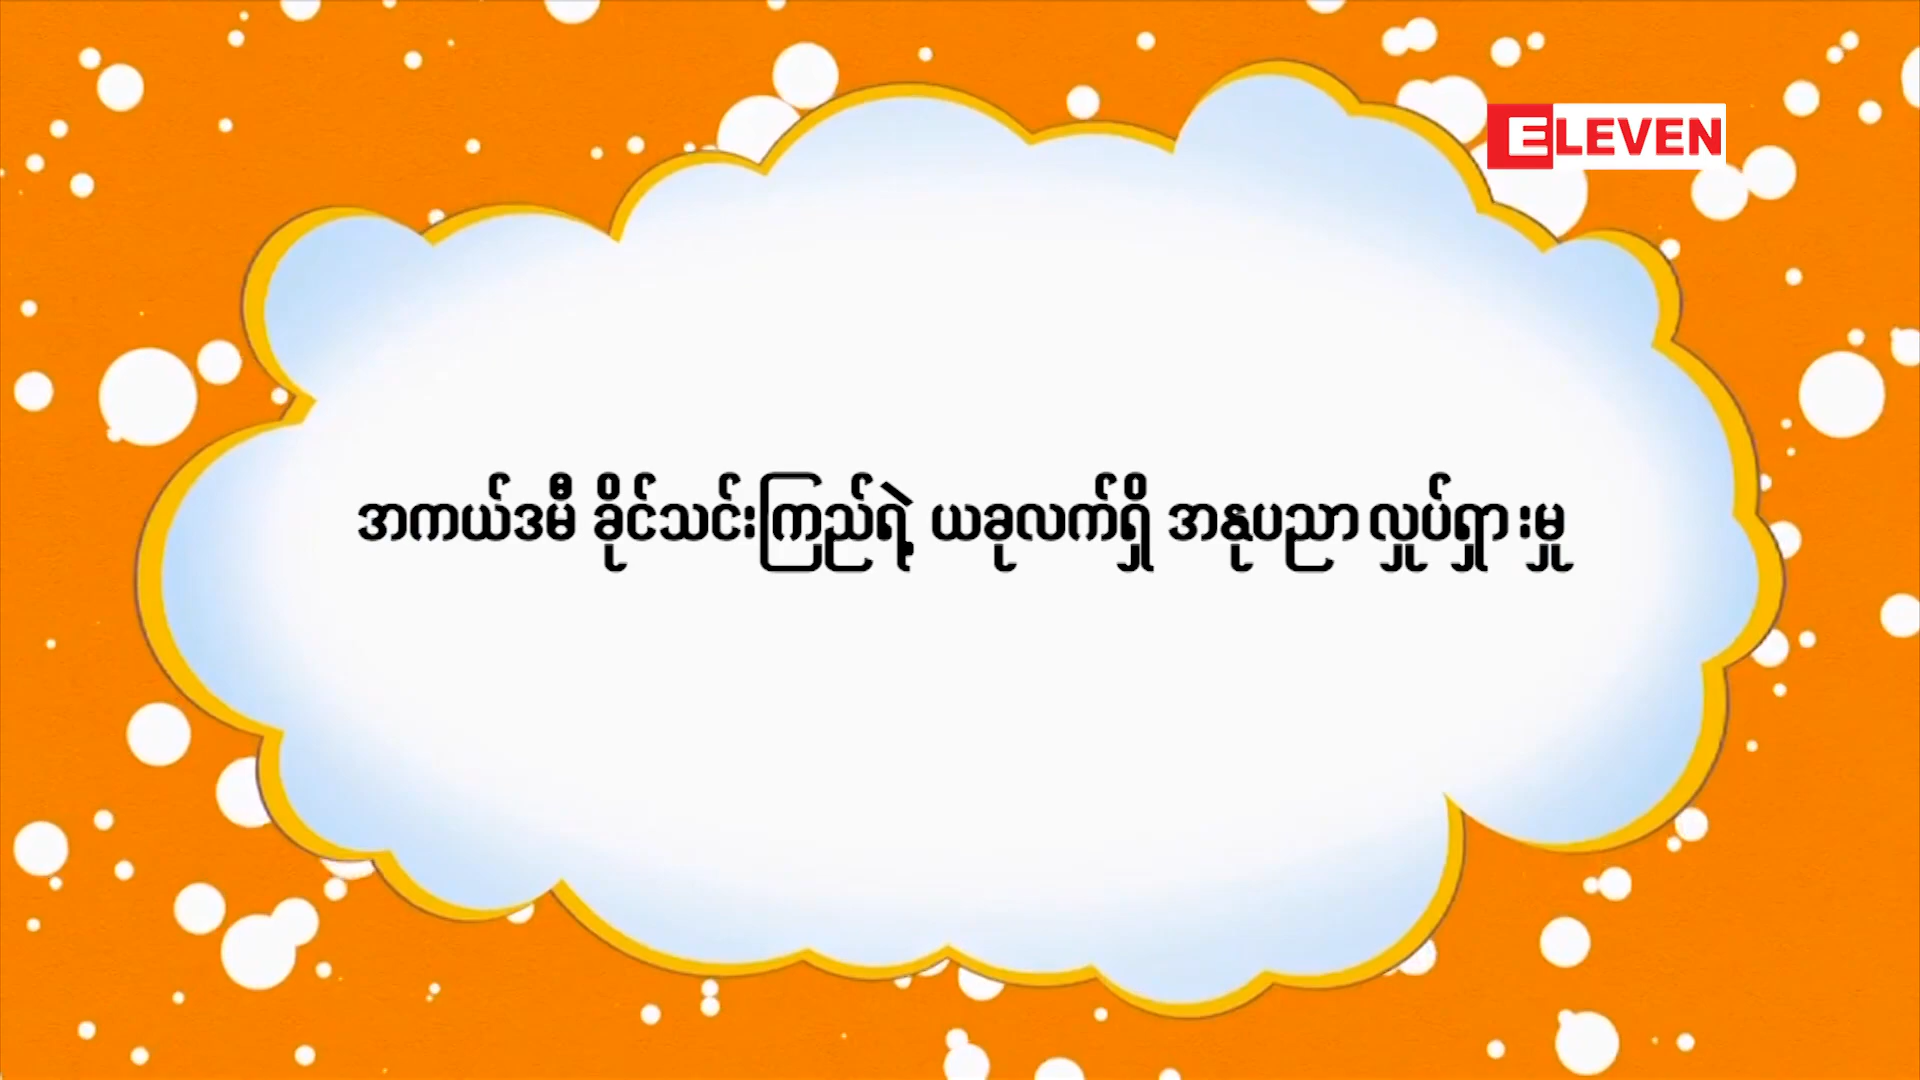 ELEVEN
အကယ်ဒမီ ခိုင်သင်းကြည်ရဲ့ ယခုလက်ရှိ အနုပညာလှုပ်ရှားမှု